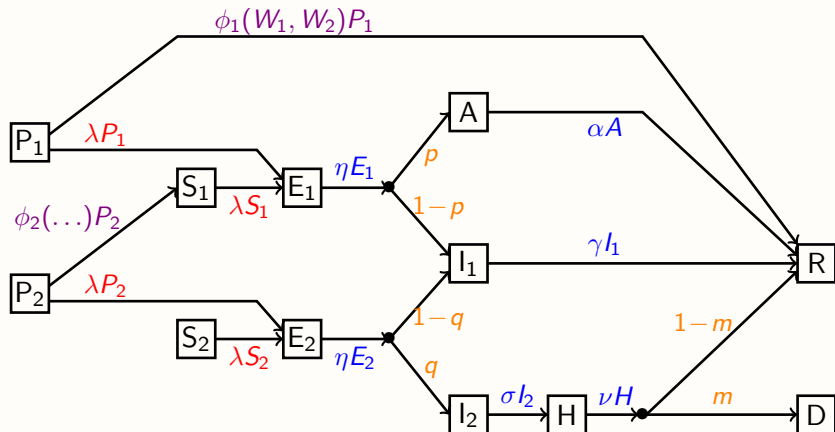 ϕ₁(W₁, W₂)P₁
A
αA
P₁
λP₁
p
S₁
λS₁
E₁
ηE₁
1−p
ϕ₂(…)P₂
I₁
γI₁
R
P₂
λP₂
1−q
1−m
S₂
λS₂
E₂
ηE₂
q
I₂
σI₂
H
νH
m
D